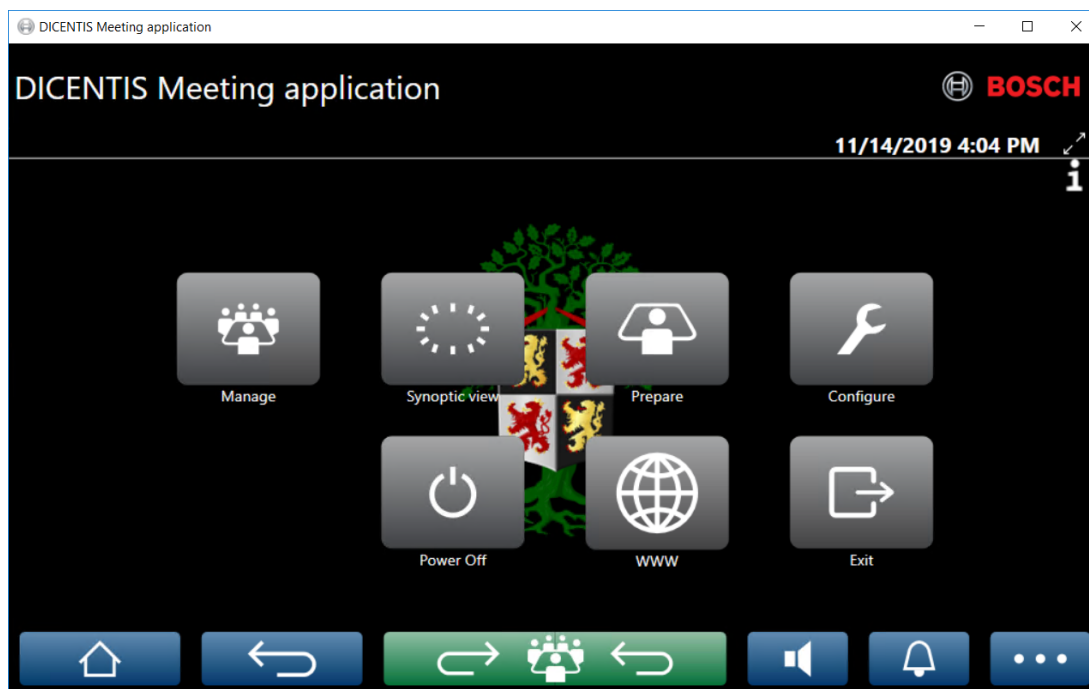 DICENTIS Meeting application
DICENTIS Meeting application
BOSCH
11/14/2019 4:04 PM
Manage
Synoptic view
Prepare
Configure
Power Off
WWW
Exit